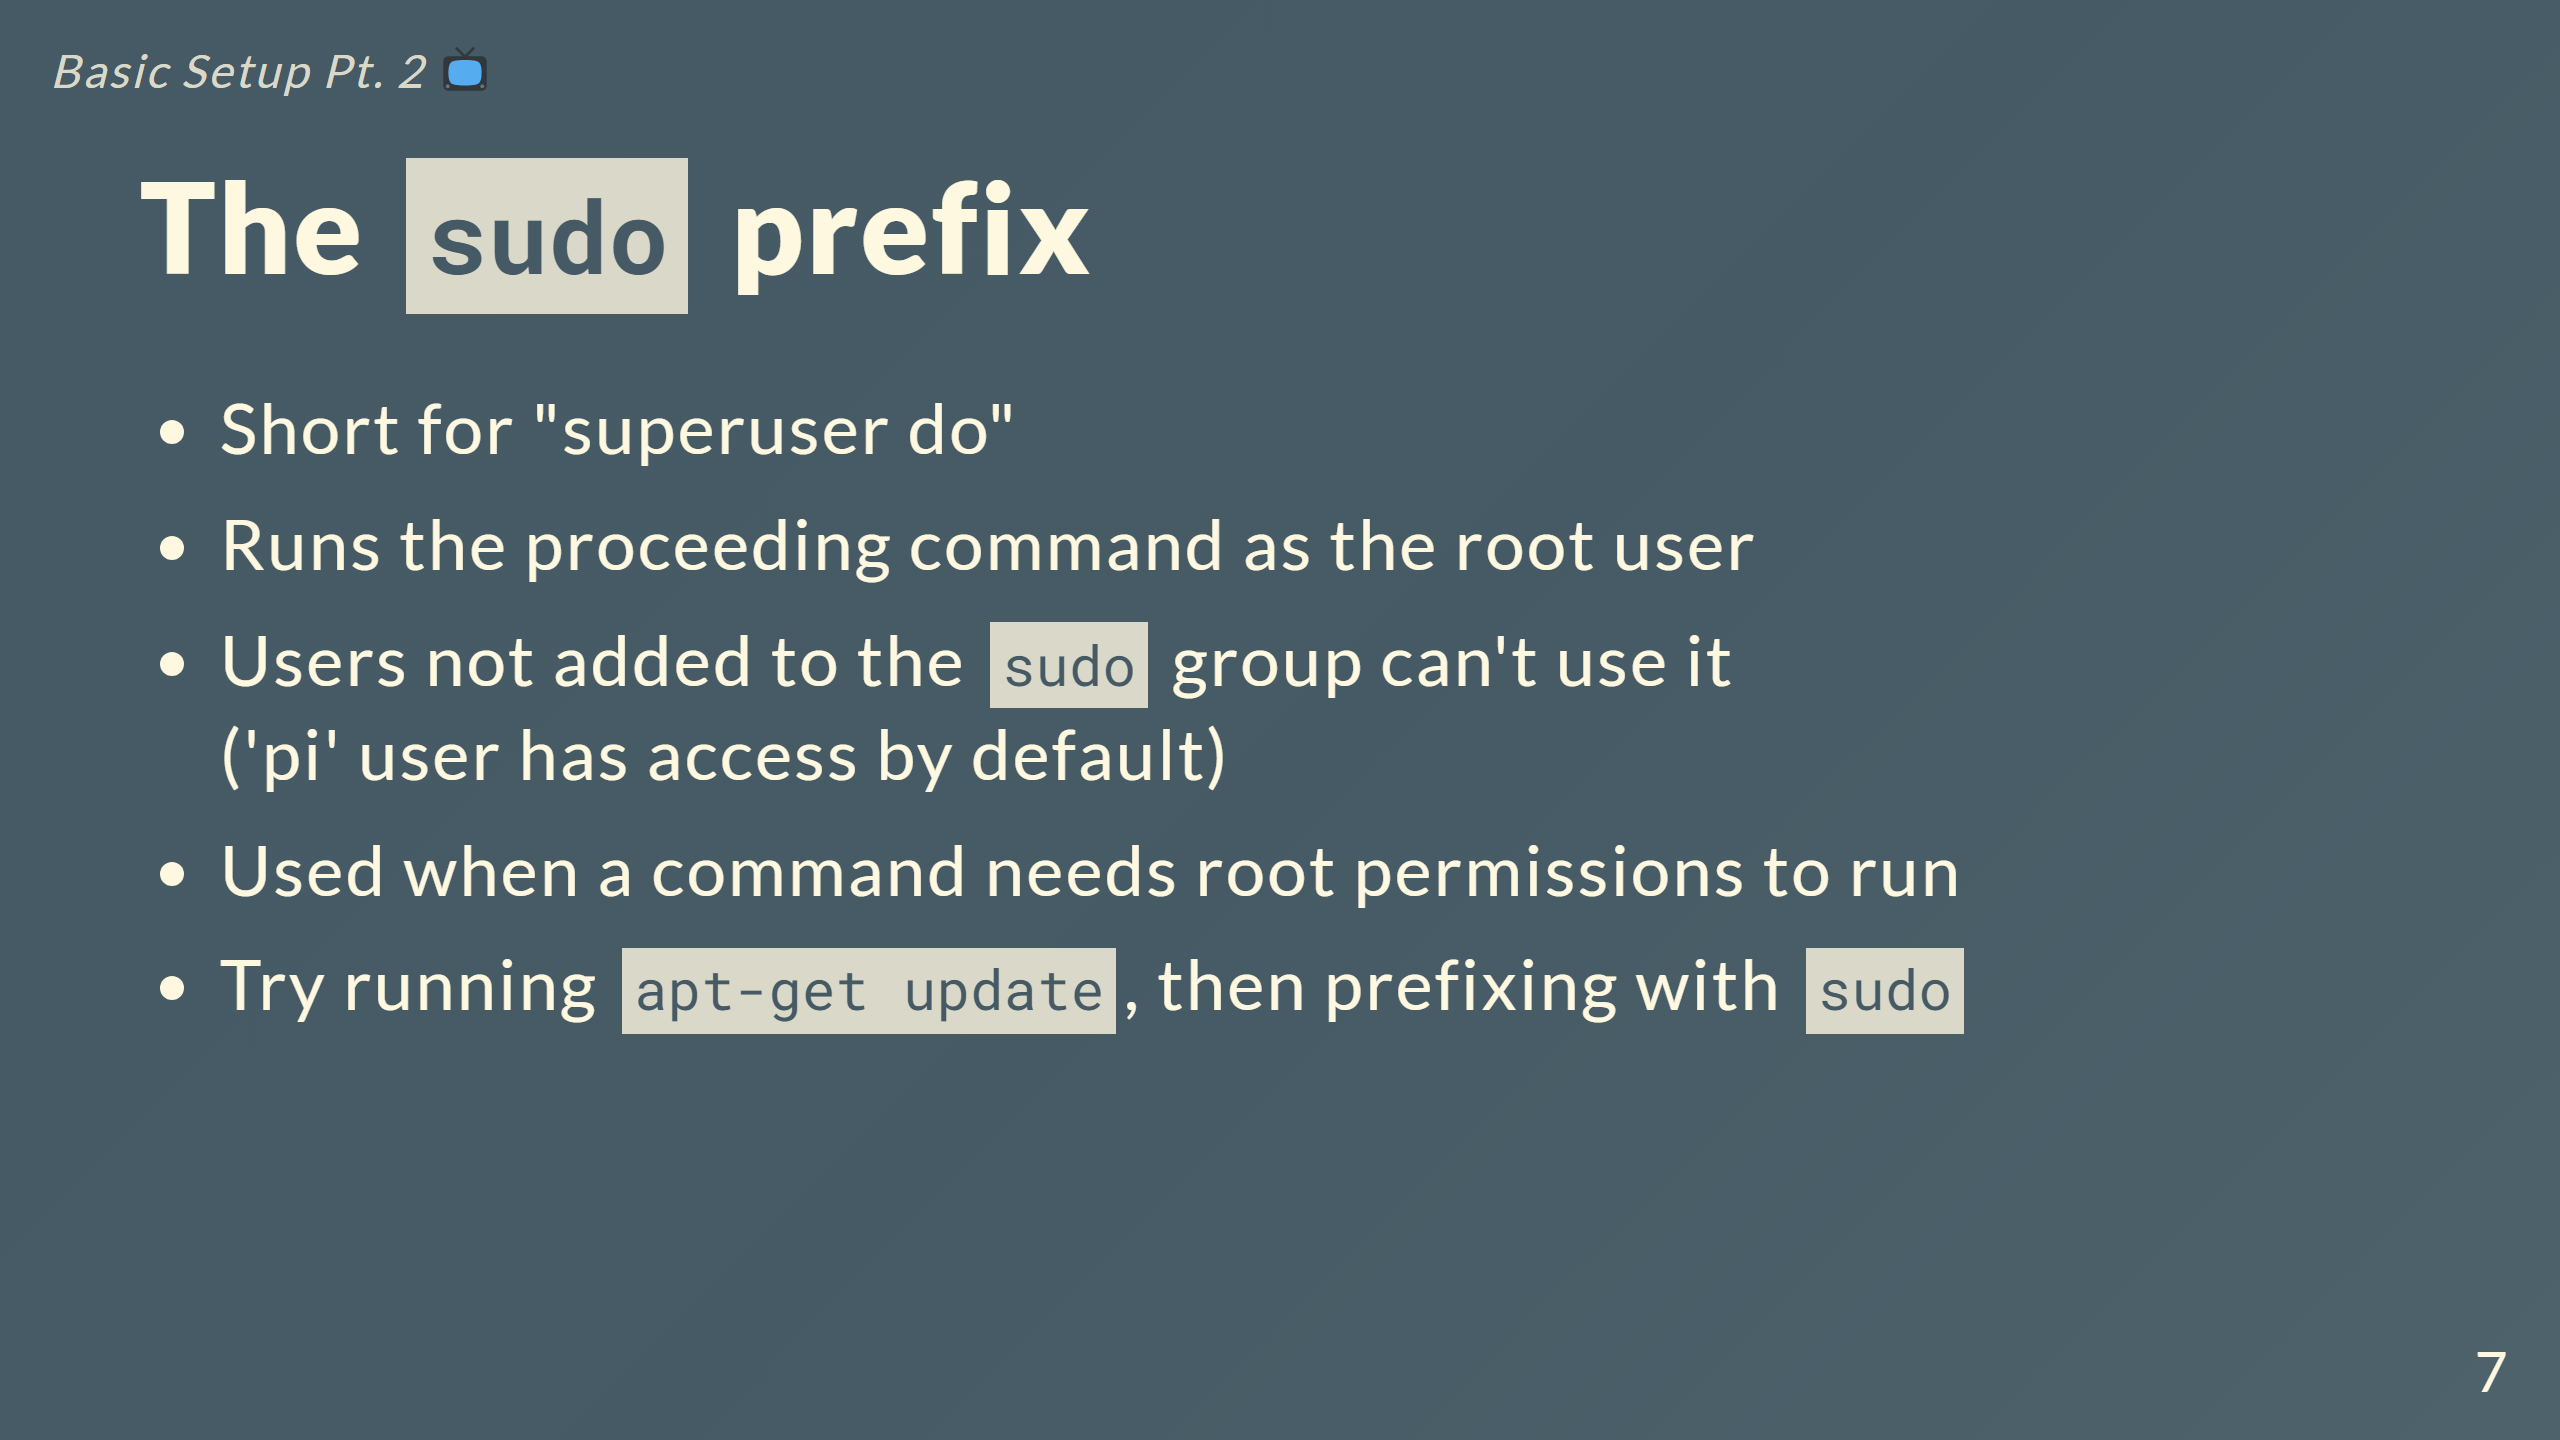 Basic Setup Pt. 2 📺
The sudo prefix
• Short for "superuser do"
• Runs the proceeding command as the root user
• Users not added to the sudo group can't use it
('pi' user has access by default)
• Used when a command needs root permissions to run
• Try running apt-get update, then prefixing with sudo
7